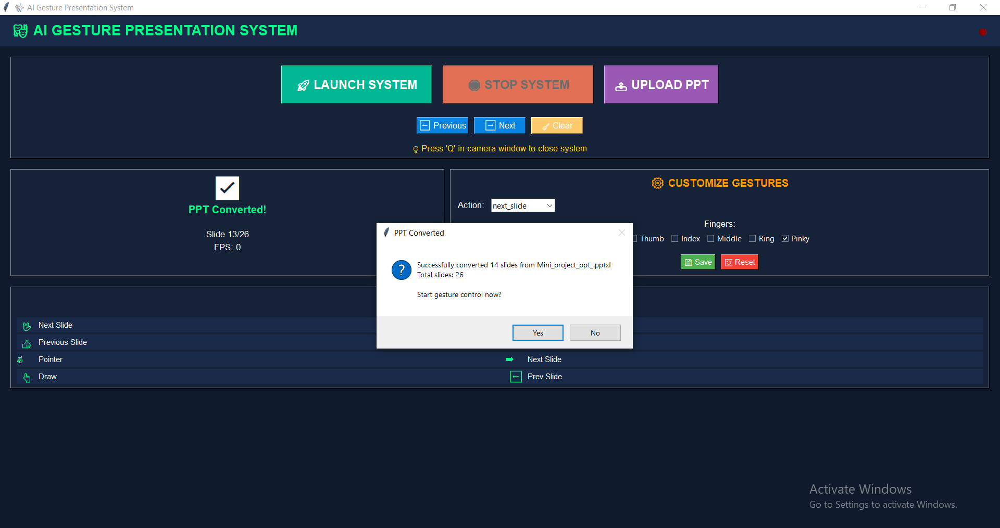 AI Gesture Presentation System
AI GESTURE PRESENTATION SYSTEM
LAUNCH SYSTEM
STOP SYSTEM
UPLOAD PPT
Previous
Next
Clear
Press 'Q' in camera window to close system
PPT Converted!
Slide 13/26
FPS: 0
CUSTOMIZE GESTURES
Action: next_slide
Fingers:
Thumb Index Middle Ring Pinky
Save Reset
PPT Converted
Successfully converted 14 slides from Mini_project_ppt_.pptx!
Total slides: 26
Start gesture control now?
Yes No
Next Slide
Previous Slide
Pointer
Next Slide
Draw
Prev Slide
Activate Windows
Go to Settings to activate Windows.